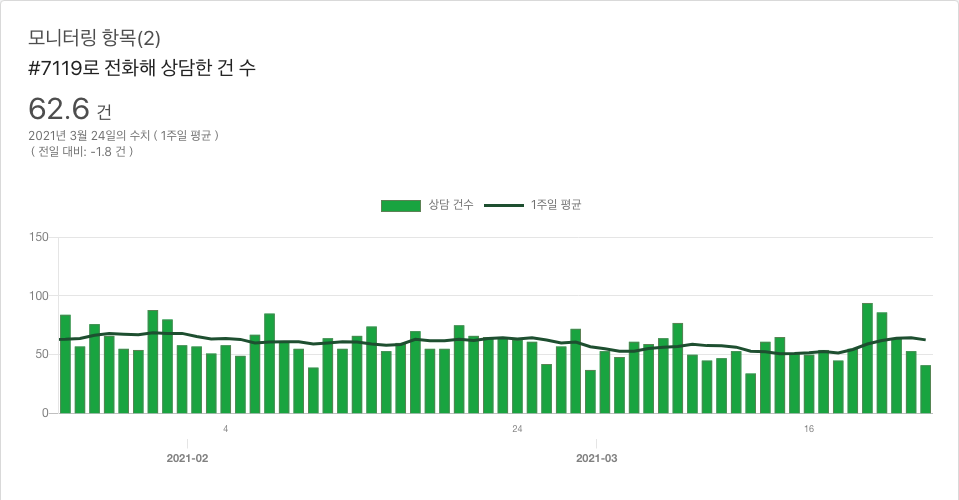 모니터링 항목(2)
#7119로 전화해 상담한 건 수
62.6 건
2021년 3월 24일의 수치 ( 1주일 평균 )
( 전일 대비: -1.8 건 )
상담 건수 1주일 평균
150
100
50
0
4 24 16
2021-02 2021-03